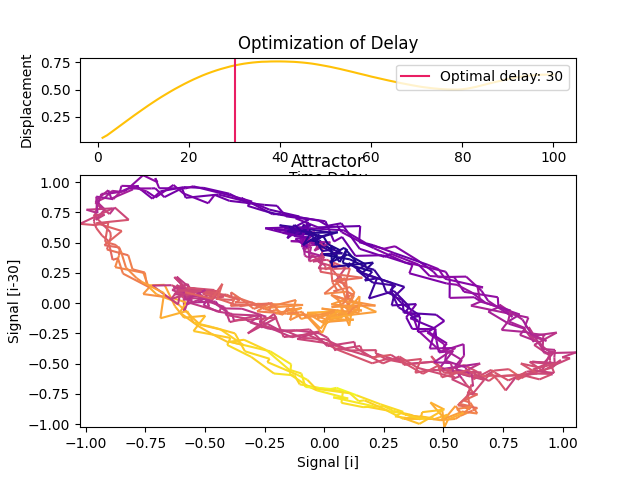 Optimization of Delay
Displacement
0.75
0.50
0.25
Optimal delay: 30
0 20 40 60 80 100
Time Delay
Attractor
Signal [i-30]
1.00
0.75
0.50
0.25
0.00
−0.25
−0.50
−0.75
−1.00
−1.00 −0.75 −0.50 −0.25 0.00 0.25 0.50 0.75 1.00
Signal [i]